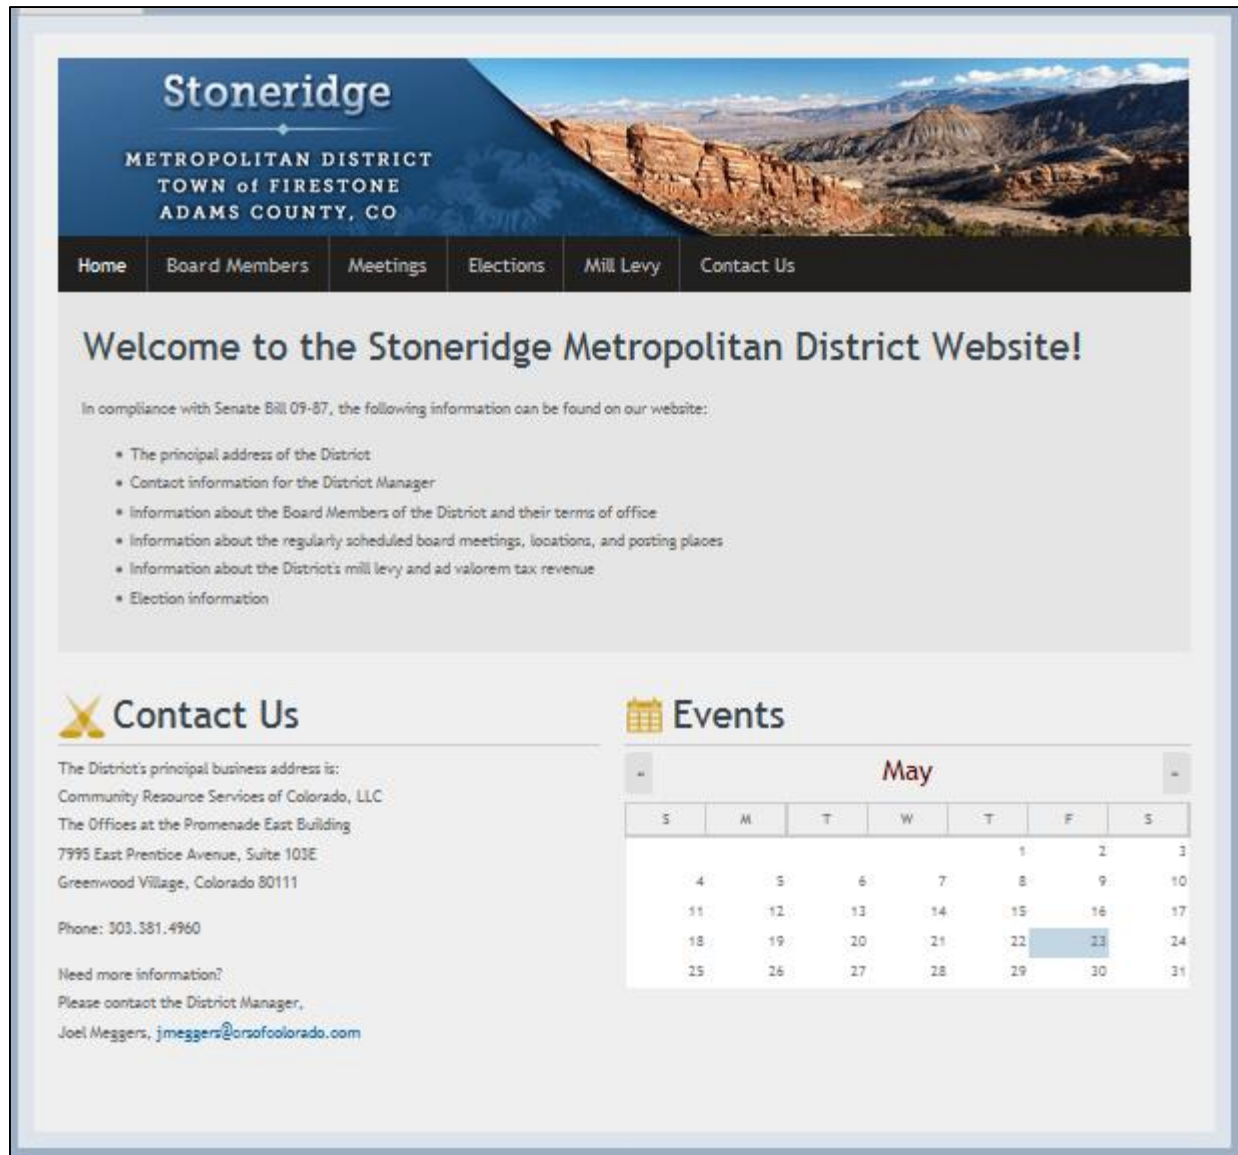 Stoneridge
METROPOLITAN DISTRICT
TOWN of FIRESTONE
ADAMS COUNTY, CO
Home Board Members Meetings Elections Mill Levy Contact Us
Welcome to the Stoneridge Metropolitan District Website!
In compliance with Senate Bill 09-87, the following information can be found on our website:
• The principal address of the District
• Contact information for the District Manager
• Information about the Board Members of the District and their terms of office
• Information about the regularly scheduled board meetings, locations, and posting places
• Information about the District's mill levy and ad valorem tax revenue
• Election information
Contact Us
The District's principal business address is:
Community Resource Services of Colorado, LLC
The Offices at the Promenade East Building
7995 East Prentice Avenue, Suite 103E
Greenwood Village, Colorado 80111
Phone: 303.381.4960
Need more information?
Please contact the District Manager,
Joel Meggers, jmeggers@crsofcolorado.com
Events
May
S M T W T F S
1 2 3
4 5 6 7 8 9 10
11 12 13 14 15 16 17
18 19 20 21 22 23 24
25 26 27 28 29 30 31